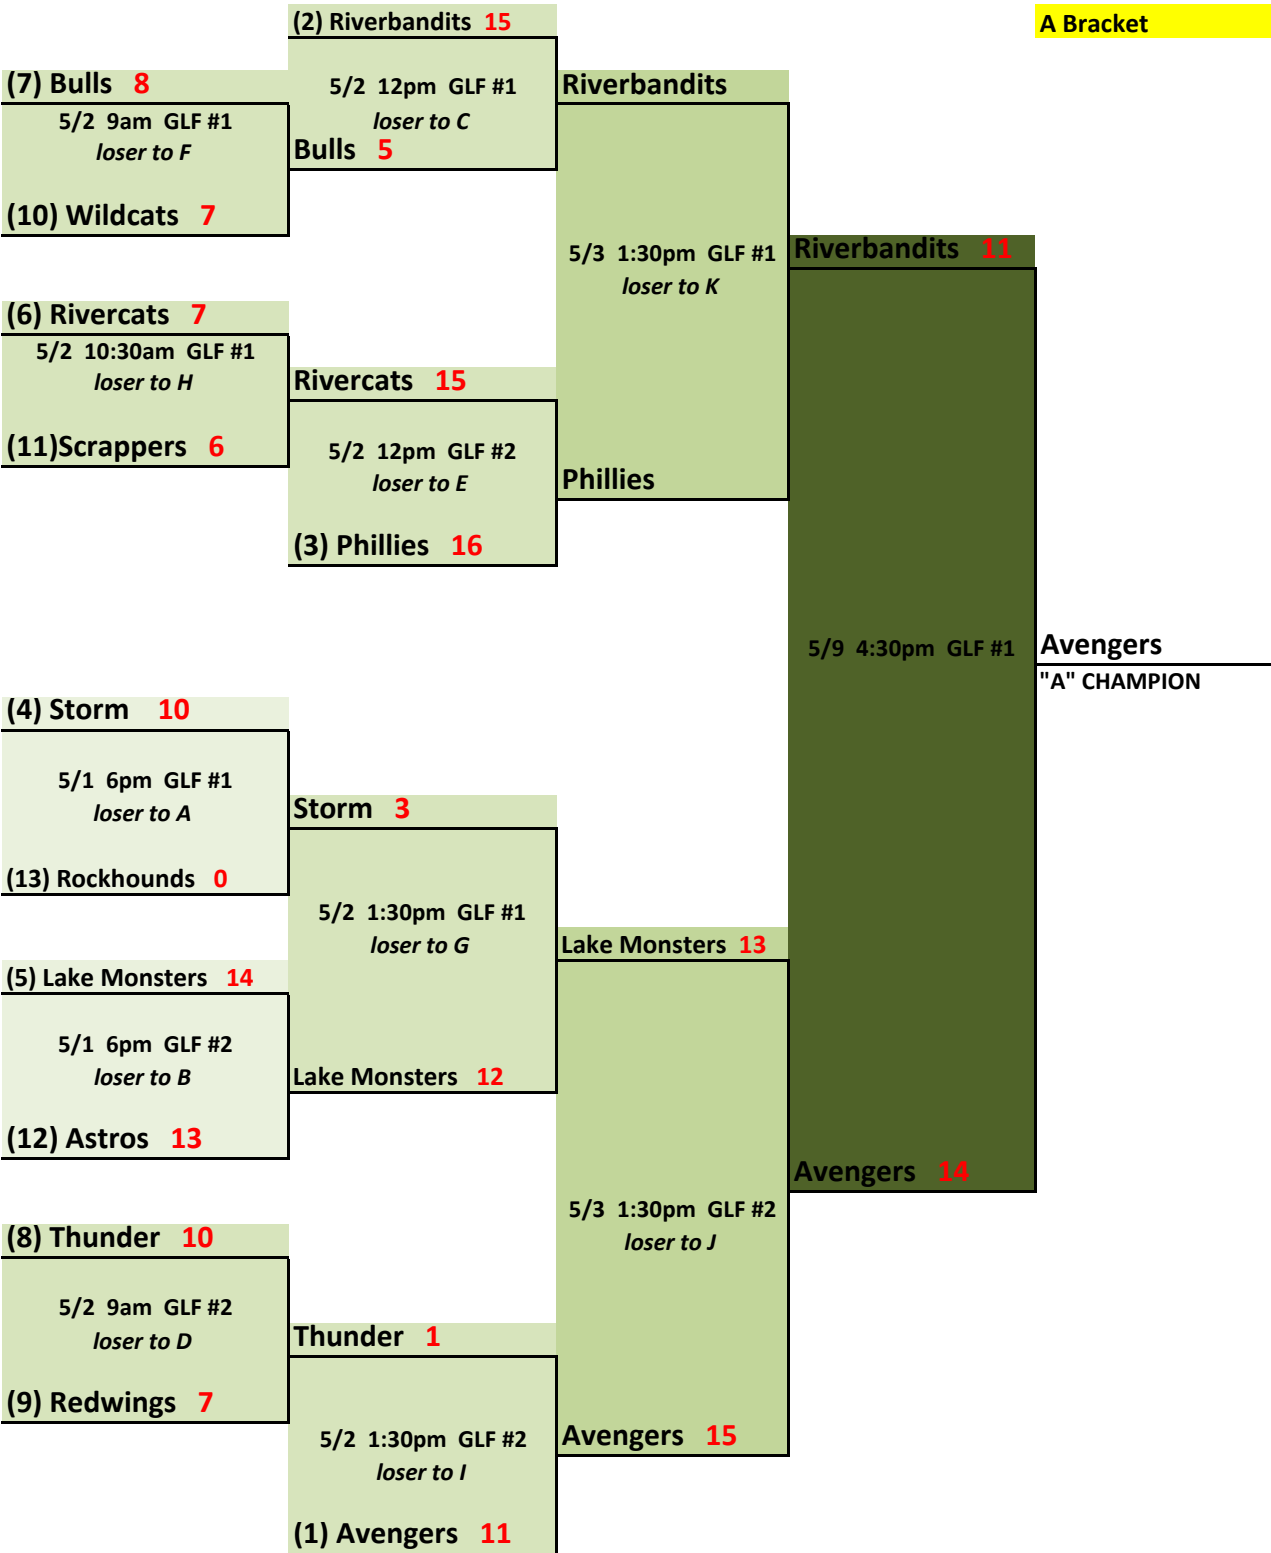 (2) Riverbandits 15
A Bracket
(7) Bulls 8
5/2 12pm GLF #1
Riverbandits
5/2 9am GLF #1
loser to C
loser to F
Bulls 5
(10) Wildcats 7
5/3 1:30pm GLF #1
Riverbandits 11
loser to K
(6) Rivercats 7
5/2 10:30am GLF #1
loser to H
Rivercats 15
(11)Scrappers 6
5/2 12pm GLF #2
loser to E
Phillies
(3) Phillies 16
5/9 4:30pm GLF #1
Avengers
"A" CHAMPION
(4) Storm 10
5/1 6pm GLF #1
loser to A
Storm 3
(13) Rockhounds 0
5/2 1:30pm GLF #1
loser to G
Lake Monsters 13
(5) Lake Monsters 14
5/1 6pm GLF #2
loser to B
Lake Monsters 12
(12) Astros 13
Avengers 14
5/3 1:30pm GLF #2
loser to J
(8) Thunder 10
5/2 9am GLF #2
loser to D
Thunder 1
(9) Redwings 7
5/2 1:30pm GLF #2
Avengers 15
loser to I
(1) Avengers 11